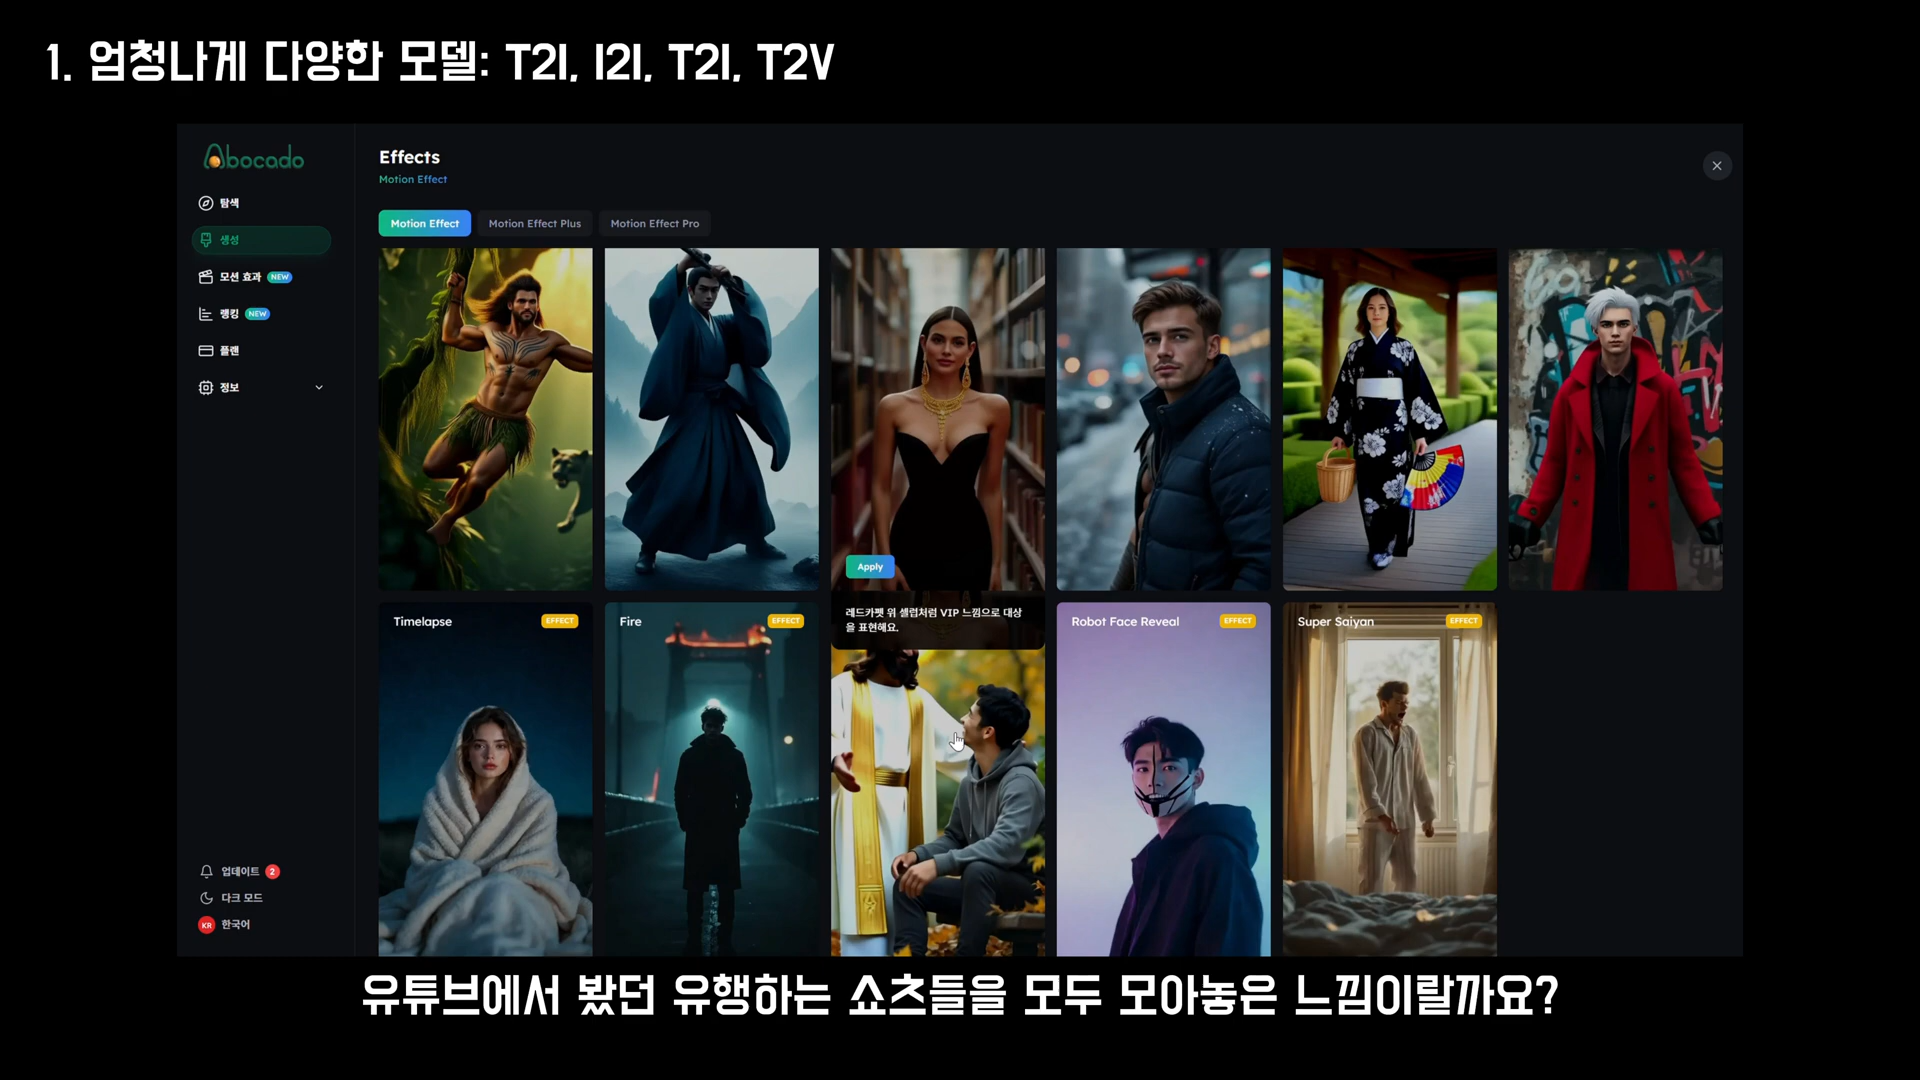 1. 엄청나게 다양한 모델: T2I, I2I, T2I, T2V
Abocado
탐색
생성
모션 효과 NEW
랭킹 NEW
플랜
정보
업데이트 2
다크 모드
KR 한국어
Effects
Motion Effect
Motion Effect
Motion Effect Plus
Motion Effect Pro
Apply
레드카펫 위 셀럽처럼 VIP 느낌으로 대상
을 표현해요.
Timelapse EFFECT
Fire EFFECT
Robot Face Reveal EFFECT
Super Saiyan EFFECT
유튜브에서 봤던 유행하는 쇼츠들을 모두 모아놓은 느낌이랄까요?